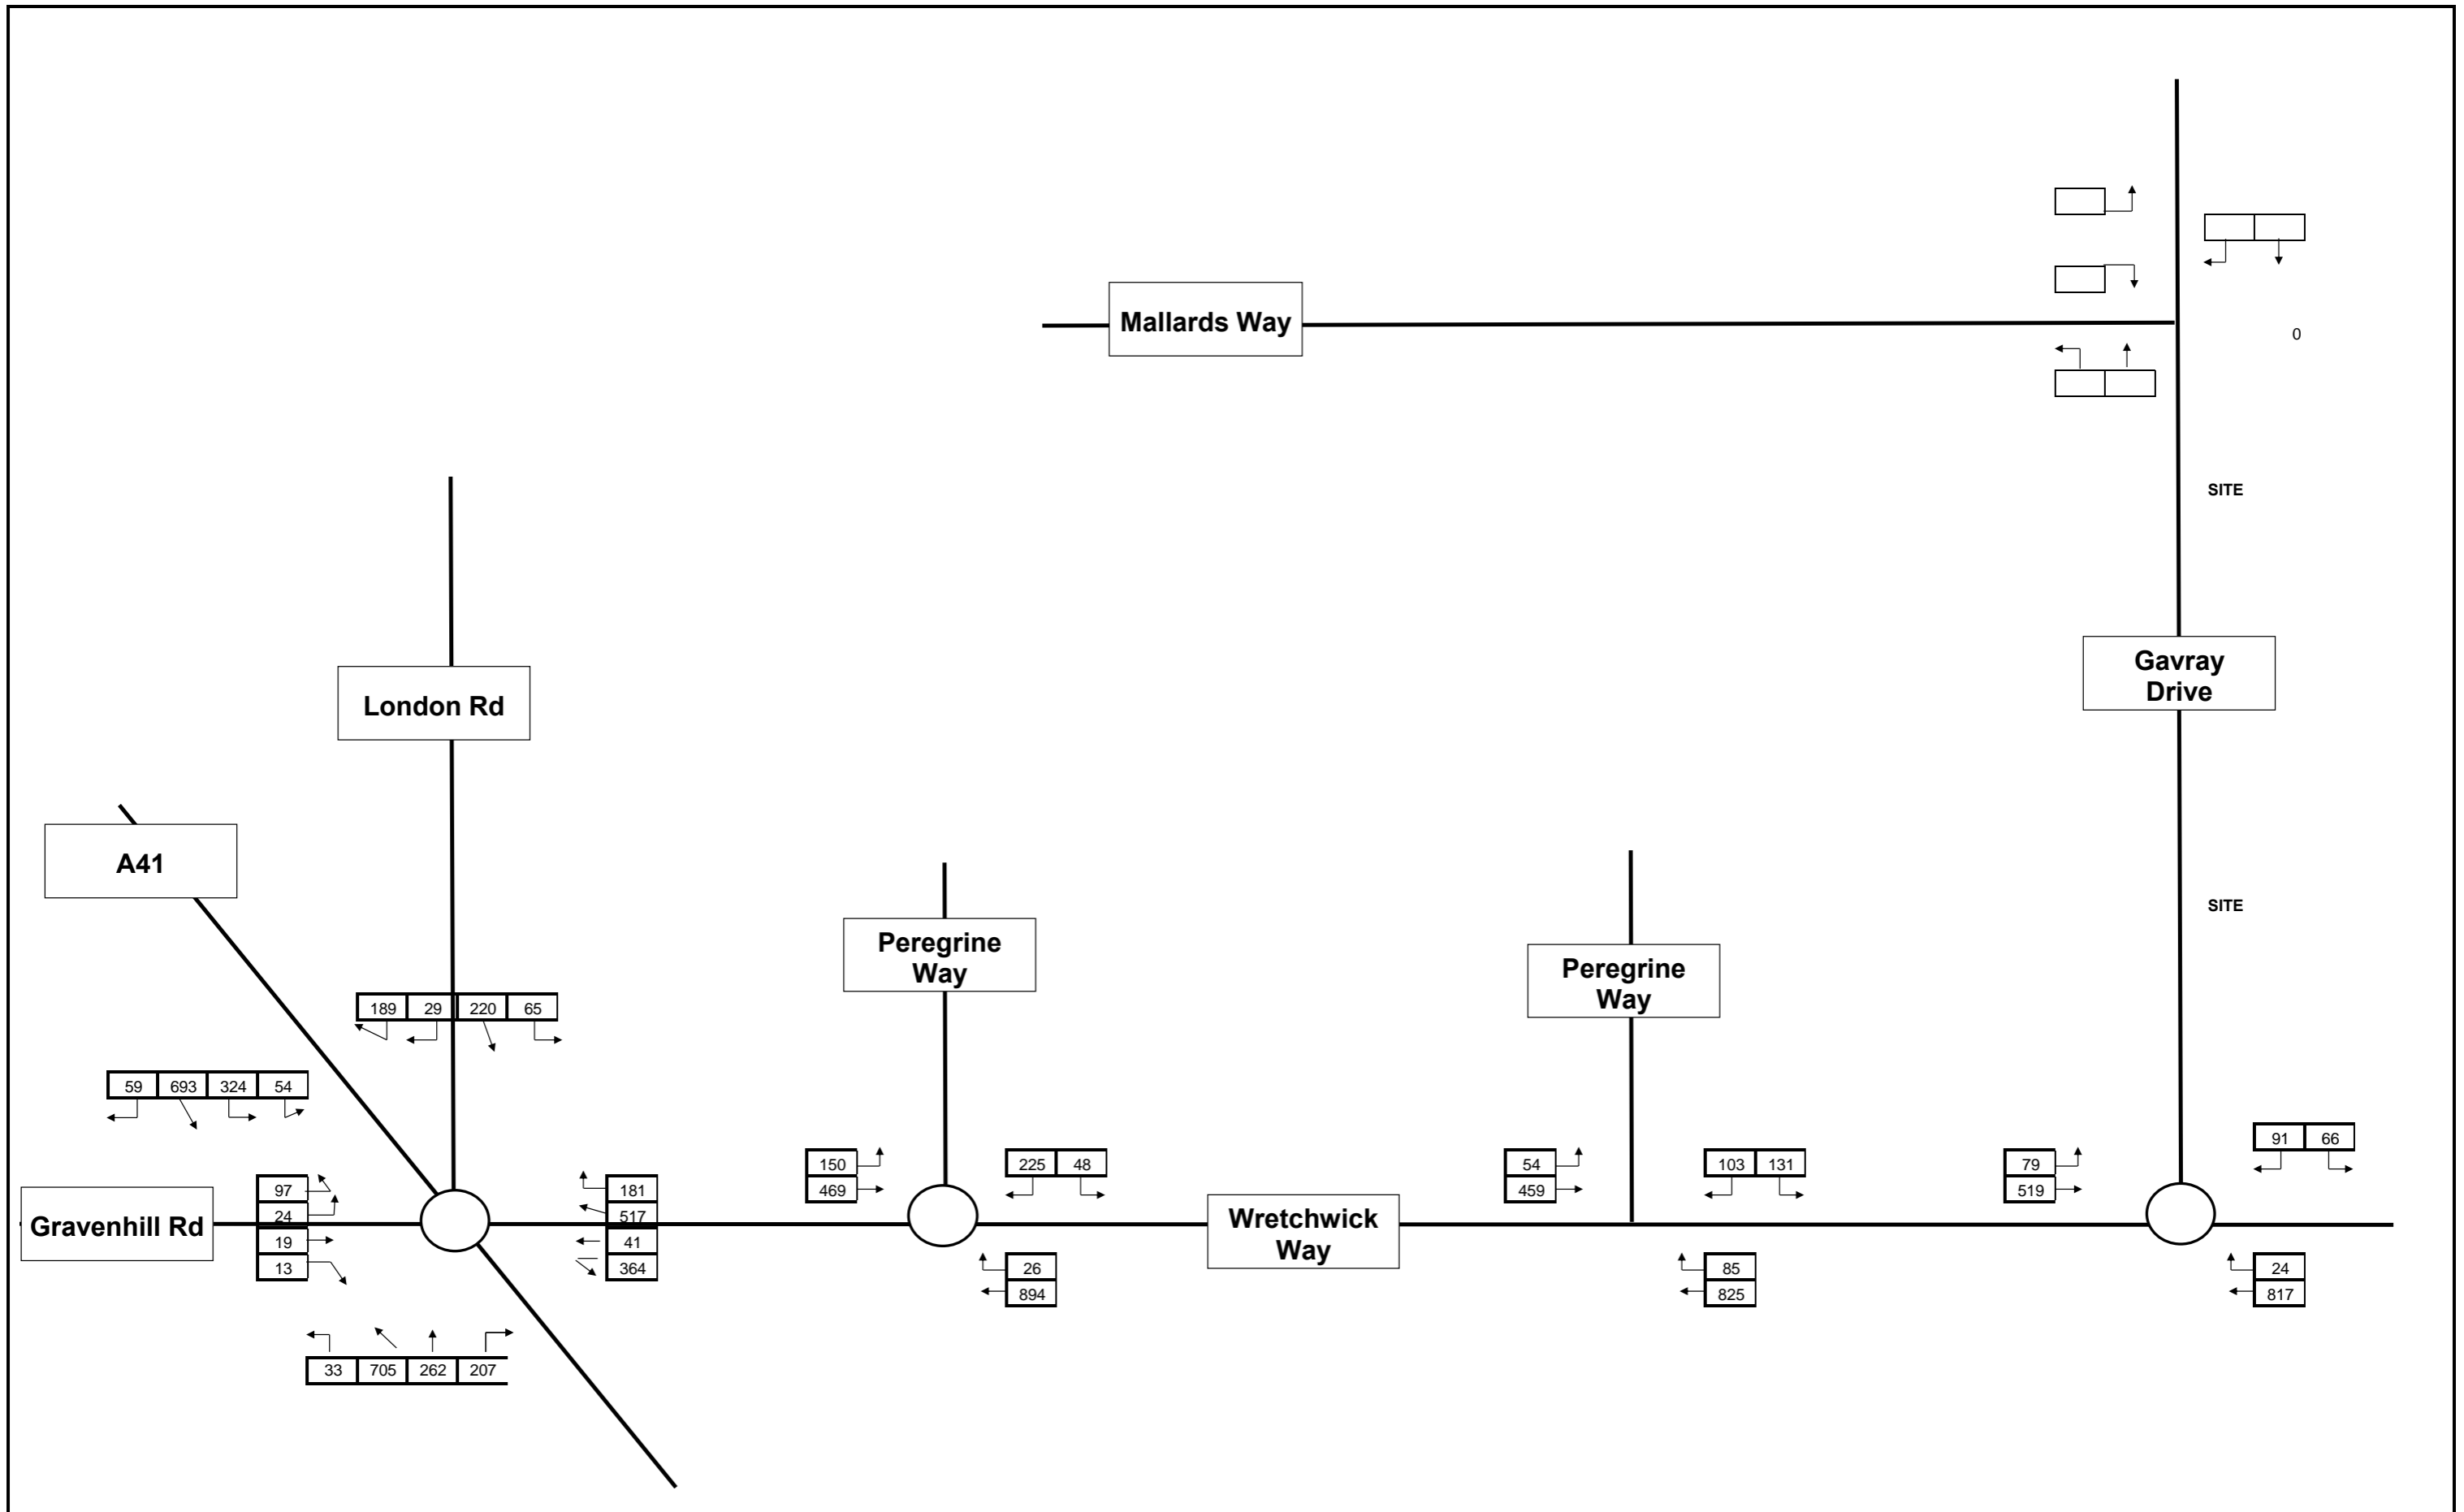 Mallards Way
0
SITE
London Rd
Gavray
Drive
A41
SITE
Peregrine
Way
Peregrine
Way
189 29 220 65
59 693 324 54
91 66
150
469
225 48
54
459
103 131
79
519
97
24
19
13
181
517
41
364
Gravenhill Rd
Wretchwick
Way
26
894
85
825
24
817
33 705 262 207